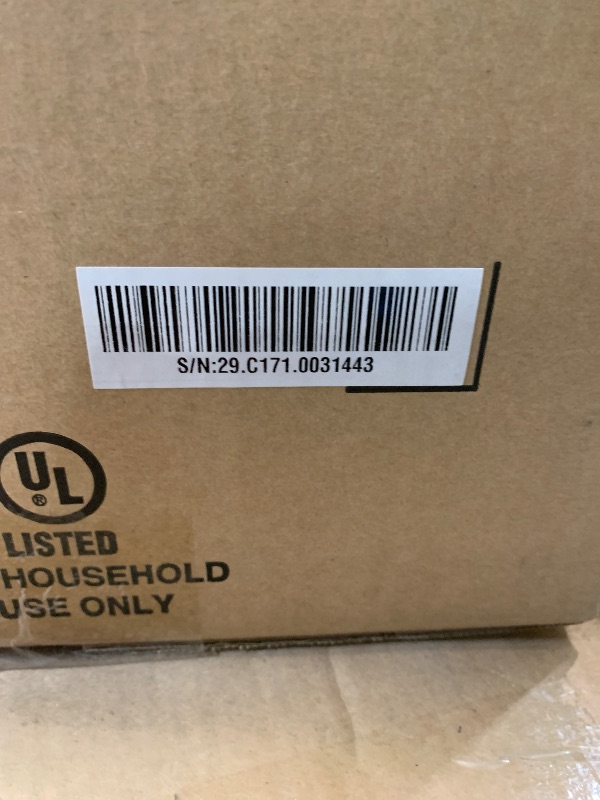 S/N:29.C171.0031443
UL
®
LISTED
HOUSEHOLD
USE ONLY